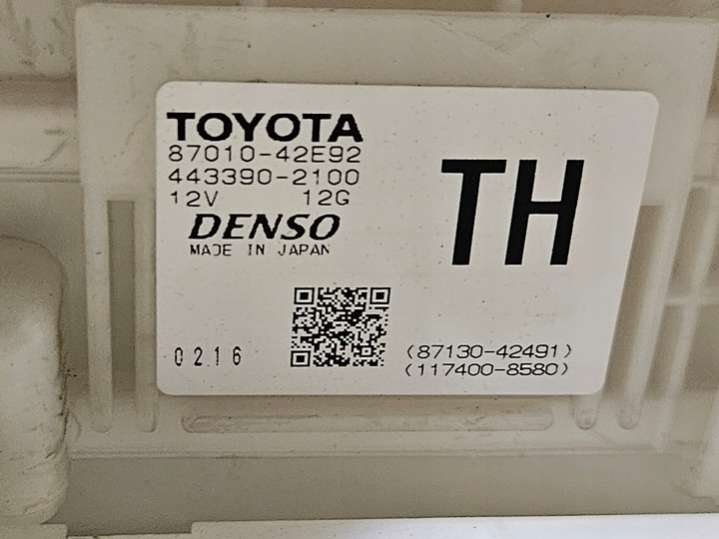 TOYOTA
87010-42E92
443390-2100
12V 12G
DENSO
MADE IN JAPAN
TH
0216
(87130-42491)
(117400-8580)